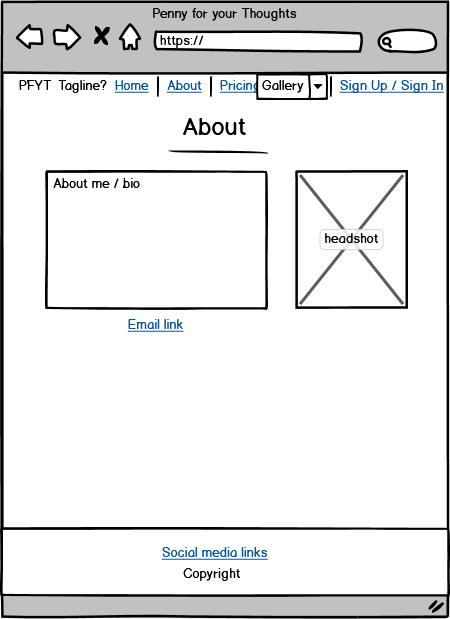 Penny for your Thoughts
https://
PFYT Tagline? Home About Pricing Gallery Sign Up / Sign In
About
About me / bio
headshot
Email link
Social media links
Copyright